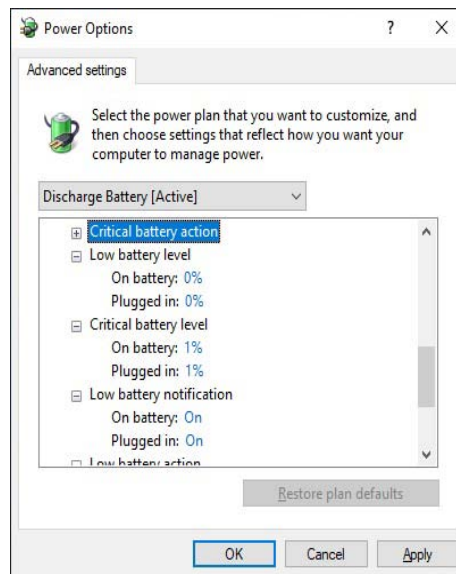 Power Options
?
X
Advanced settings
Select the power plan that you want to customize, and
then choose settings that reflect how you want your
computer to manage power.
Discharge Battery [Active]
Critical battery action
Low battery level
On battery: 0%
Plugged in: 0%
Critical battery level
On battery: 1%
Plugged in: 1%
Low battery notification
On battery: On
Plugged in: On
Low battery action
Restore plan defaults
OK
Cancel
Apply